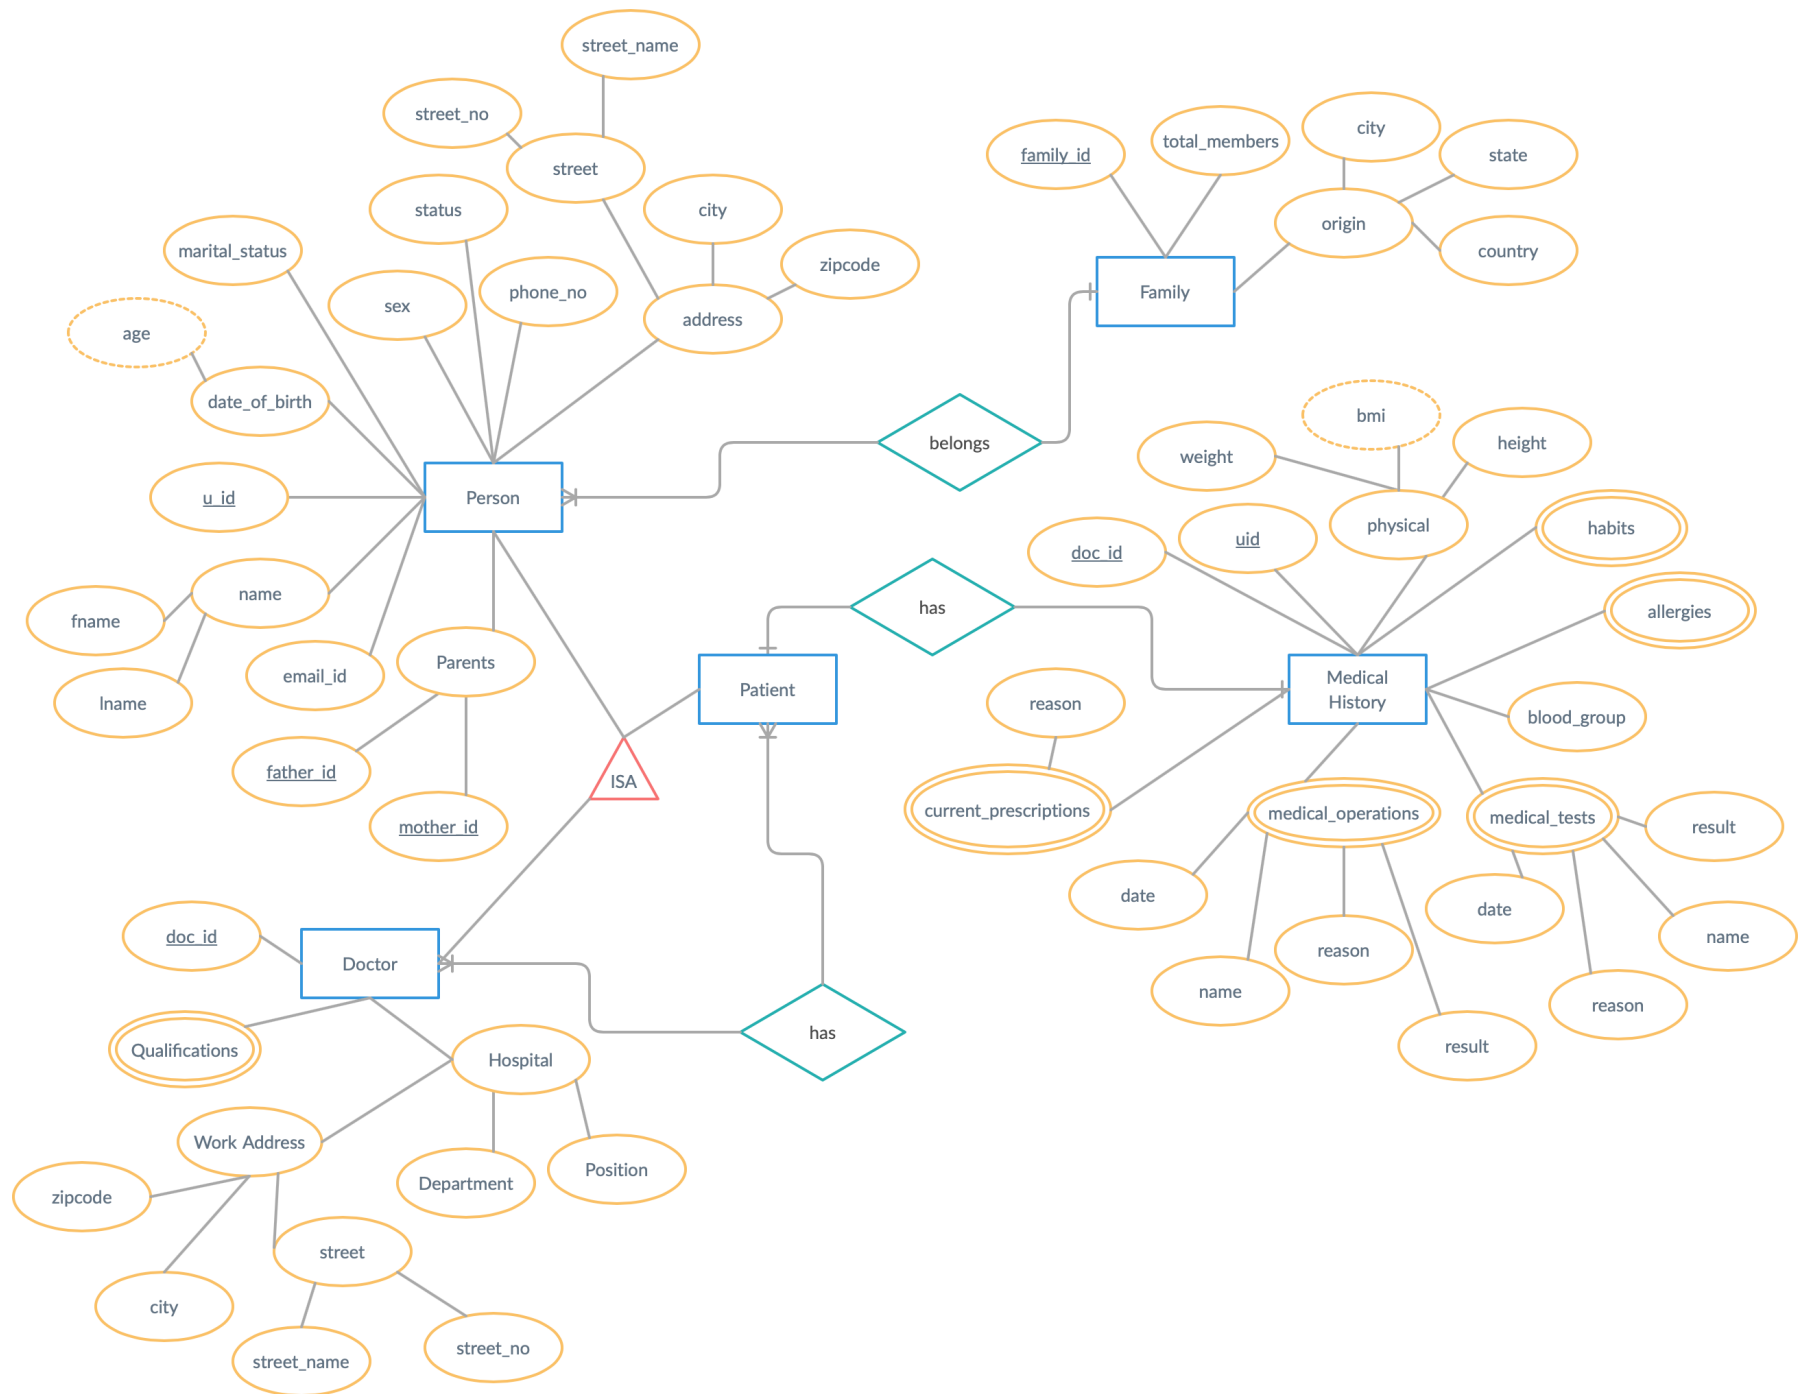 street_name
street_no
street
status
city
marital_status
zipcode
sex
phone_no
address
age
date_of_birth
u_id
Person
name
fname
lname
email_id
Parents
father_id
mother_id
family_id
total_members
city
state
origin
country
Family
belongs
bmi
weight
height
physical
doc_id
uid
habits
allergies
has
Patient
Medical
History
blood_group
reason
current_prescriptions
medical_operations
medical_tests
result
date
name
reason
result
date
name
reason
ISA
doc_id
Doctor
has
Qualifications
Hospital
Work Address
Department
Position
zipcode
street
city
street_name
street_no